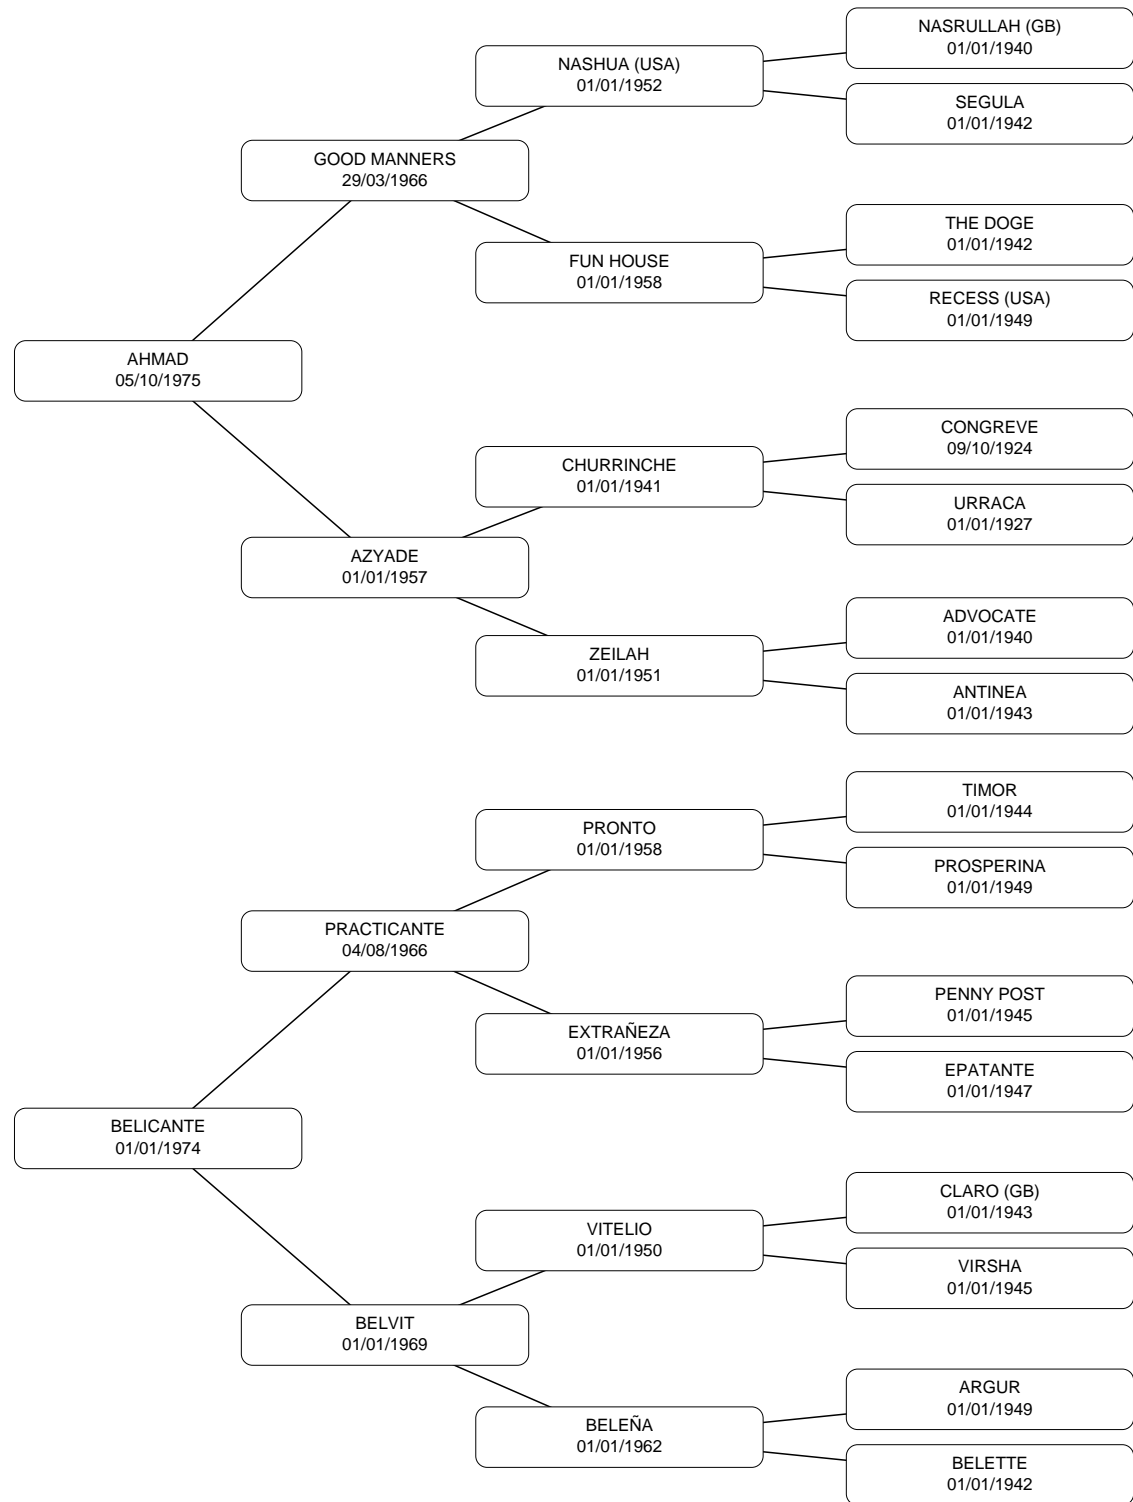 NASRULLAH (GB)
01/01/1940
NASHUA (USA)
01/01/1952
SEGULA
01/01/1942
GOOD MANNERS
29/03/1966
THE DOGE
01/01/1942
FUN HOUSE
01/01/1958
RECESS (USA)
01/01/1949
AHMAD
05/10/1975
CONGREVE
09/10/1924
CHURRINCHE
01/01/1941
URRACA
01/01/1927
AZYADE
01/01/1957
ADVOCATE
01/01/1940
ZEILAH
01/01/1951
ANTINEA
01/01/1943
TIMOR
01/01/1944
PRONTO
01/01/1958
PROSPERINA
01/01/1949
PRACTICANTE
04/08/1966
PENNY POST
01/01/1945
EXTRAÑEZA
01/01/1956
EPATANTE
01/01/1947
BELICANTE
01/01/1974
CLARO (GB)
01/01/1943
VITELIO
01/01/1950
VIRSHA
01/01/1945
BELVIT
01/01/1969
ARGUR
01/01/1949
BELEÑA
01/01/1962
BELETTE
01/01/1942